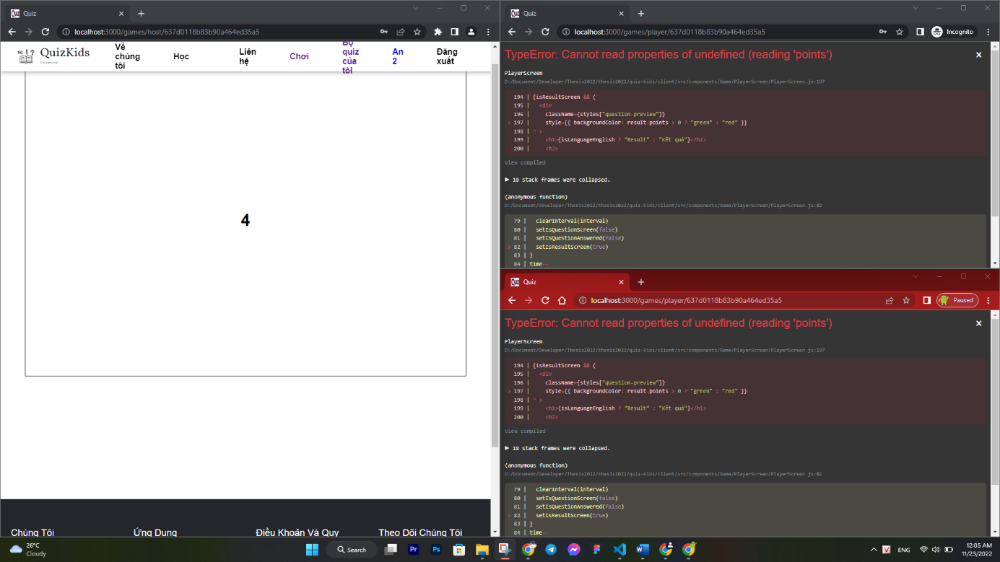 Quiz
localhost:3000/games/host/637d0118b83b90a464ed35a5
QuizKids
Về chúng tôi
Học
Liên hệ
Chơi
Bộ quiz của tôi
An 2
Đăng xuất
4
Chúng Tôi
Ứng Dụng
Điều Khoản Và Quy
Theo Dõi Chúng Tôi
Quiz
localhost:3000/games/player/637d0118b83b90a464ed35a5
Incognito
TypeError: Cannot read properties of undefined (reading 'points')
PlayerScreen
D:/Document/Developer/Thesis2022/thesis2022/quiz-kids/client/src/components/Game/PlayerScreen/PlayerScreen.js:197
194 | {isResultScreen && (
195 | <div
196 | className={styles["question-preview"]}
> 197 | style={{ backgroundColor: result.points > 0 ? "green" : "red" }}
198 | ^ >
199 | <h1>{isLanguageEnglish ? "Result" : "Kết quả"}</h1>
200 | <h3>
View compiled
▶ 18 stack frames were collapsed.
(anonymous function)
D:/Document/Developer/Thesis2022/thesis2022/quiz-kids/client/src/components/Game/PlayerScreen/PlayerScreen.js:82
79 | clearInterval(interval)
80 | setIsQuestionScreen(false)
81 | setIsQuestionAnswered(false)
> 82 | setIsResultScreen(true)
83 | }
84 | time--
Quiz
localhost:3000/games/player/637d0118b83b90a464ed35a5
Paused
TypeError: Cannot read properties of undefined (reading 'points')
PlayerScreen
D:/Document/Developer/Thesis2022/thesis2022/quiz-kids/client/src/components/Game/PlayerScreen/PlayerScreen.js:197
194 | {isResultScreen && (
195 | <div
196 | className={styles["question-preview"]}
> 197 | style={{ backgroundColor: result.points > 0 ? "green" : "red" }}
198 | ^ >
199 | <h1>{isLanguageEnglish ? "Result" : "Kết quả"}</h1>
200 | <h3>
View compiled
▶ 18 stack frames were collapsed.
(anonymous function)
D:/Document/Developer/Thesis2022/thesis2022/quiz-kids/client/src/components/Game/PlayerScreen/PlayerScreen.js:82
79 | clearInterval(interval)
80 | setIsQuestionScreen(false)
81 | setIsQuestionAnswered(false)
> 82 | setIsResultScreen(true)
83 | }
84 | time--
26°C
Cloudy
Search
ENG
12:05 AM
11/23/2022